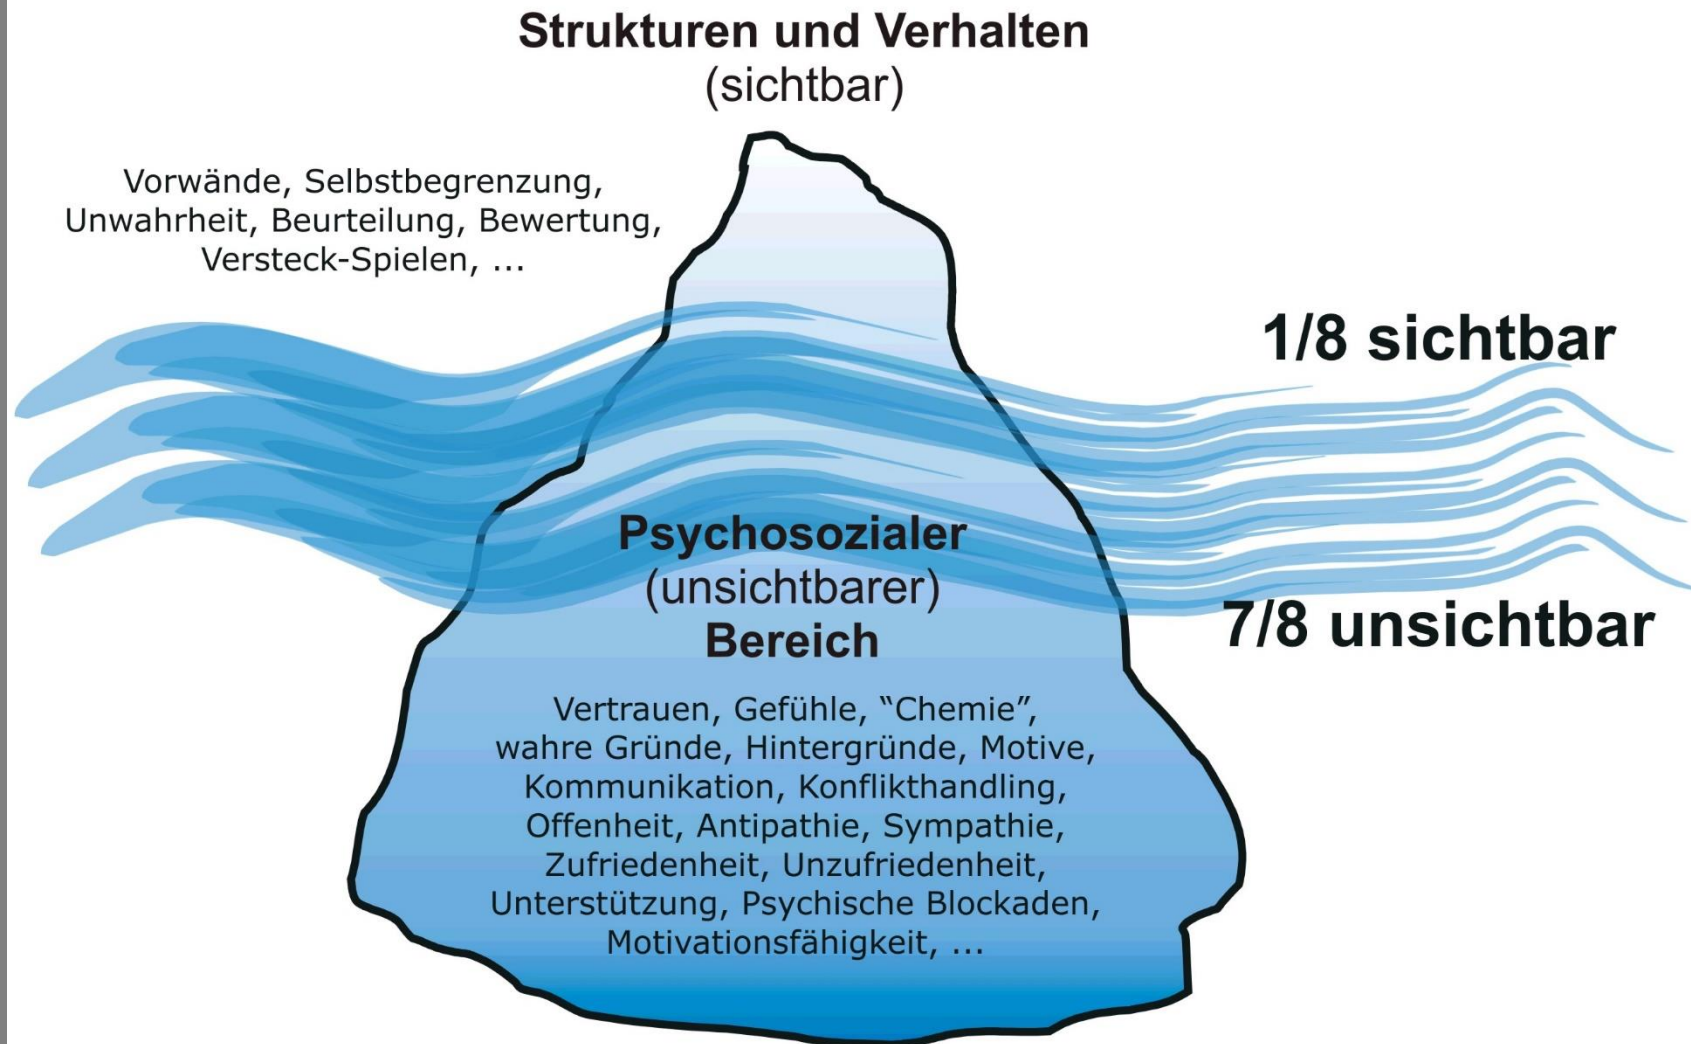 Strukturen und Verhalten
(sichtbar)
Vorwände, Selbstbegrenzung,
Unwahrheit, Beurteilung, Bewertung,
Versteck-Spielen, ...
1/8 sichtbar
Psychosozialer
(unsichtbarer)
Bereich
7/8 unsichtbar
Vertrauen, Gefühle, “Chemie”,
wahre Gründe, Hintergründe, Motive,
Kommunikation, Konflikthandling,
Offenheit, Antipathie, Sympathie,
Zufriedenheit, Unzufriedenheit,
Unterstützung, Psychische Blockaden,
Motivationsfähigkeit, ...